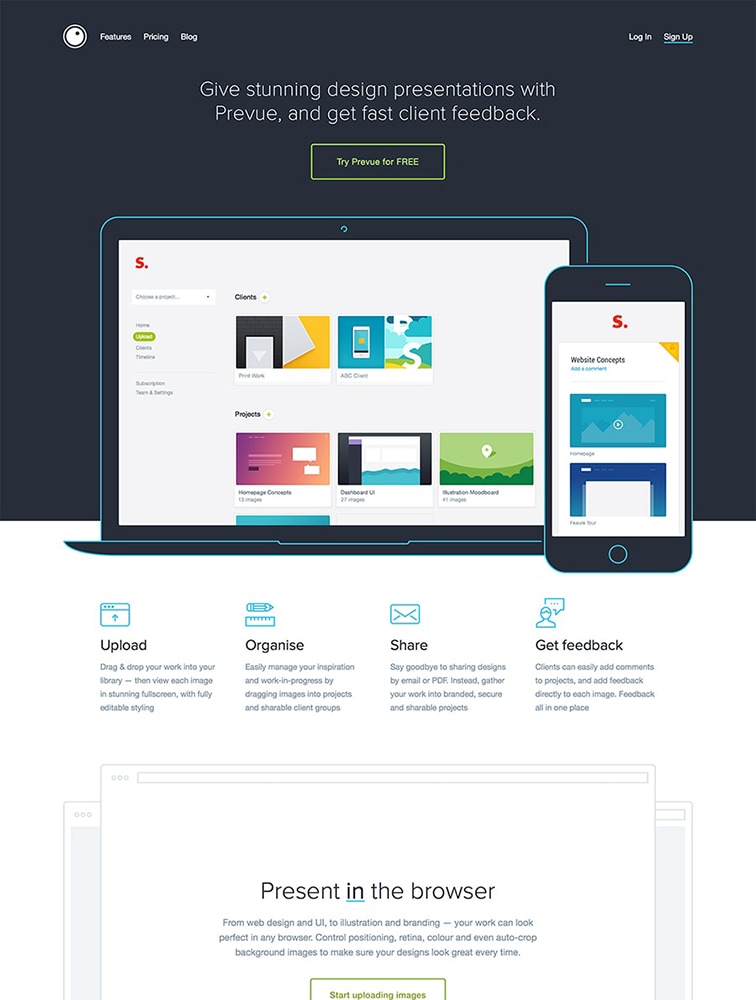 Features Pricing Blog Log In Sign Up
Give stunning design presentations with
Prevue, and get fast client feedback.
Try Prevue for FREE
S.
Choose a project...
Home
Upload
Clients
Timeline
Subscription
Team & Settings
Clients +
Print Work
ABC Client
Projects +
Homepage Concepts
13 images
Dashboard UI
27 images
Illustration Moodboard
41 images
S.
Website Concepts
Add a comment
Homepage
Feature Tour
Upload
Drag & drop your work into your
library — then view each image
in stunning fullscreen, with fully
editable styling
Organise
Easily manage your inspiration
and work-in-progress by
dragging images into projects
and sharable client groups
Share
Say goodbye to sharing designs
by email or PDF. Instead, gather
your work into branded, secure
and sharable projects
Get feedback
Clients can easily add comments
to projects, and add feedback
directly to each image. Feedback
all in one place
Present in the browser
From web design and UI, to illustration and branding — your work can look
perfect in any browser. Control positioning, retina, colour and even auto-crop
background images to make sure your designs look great every time.
Start uploading images